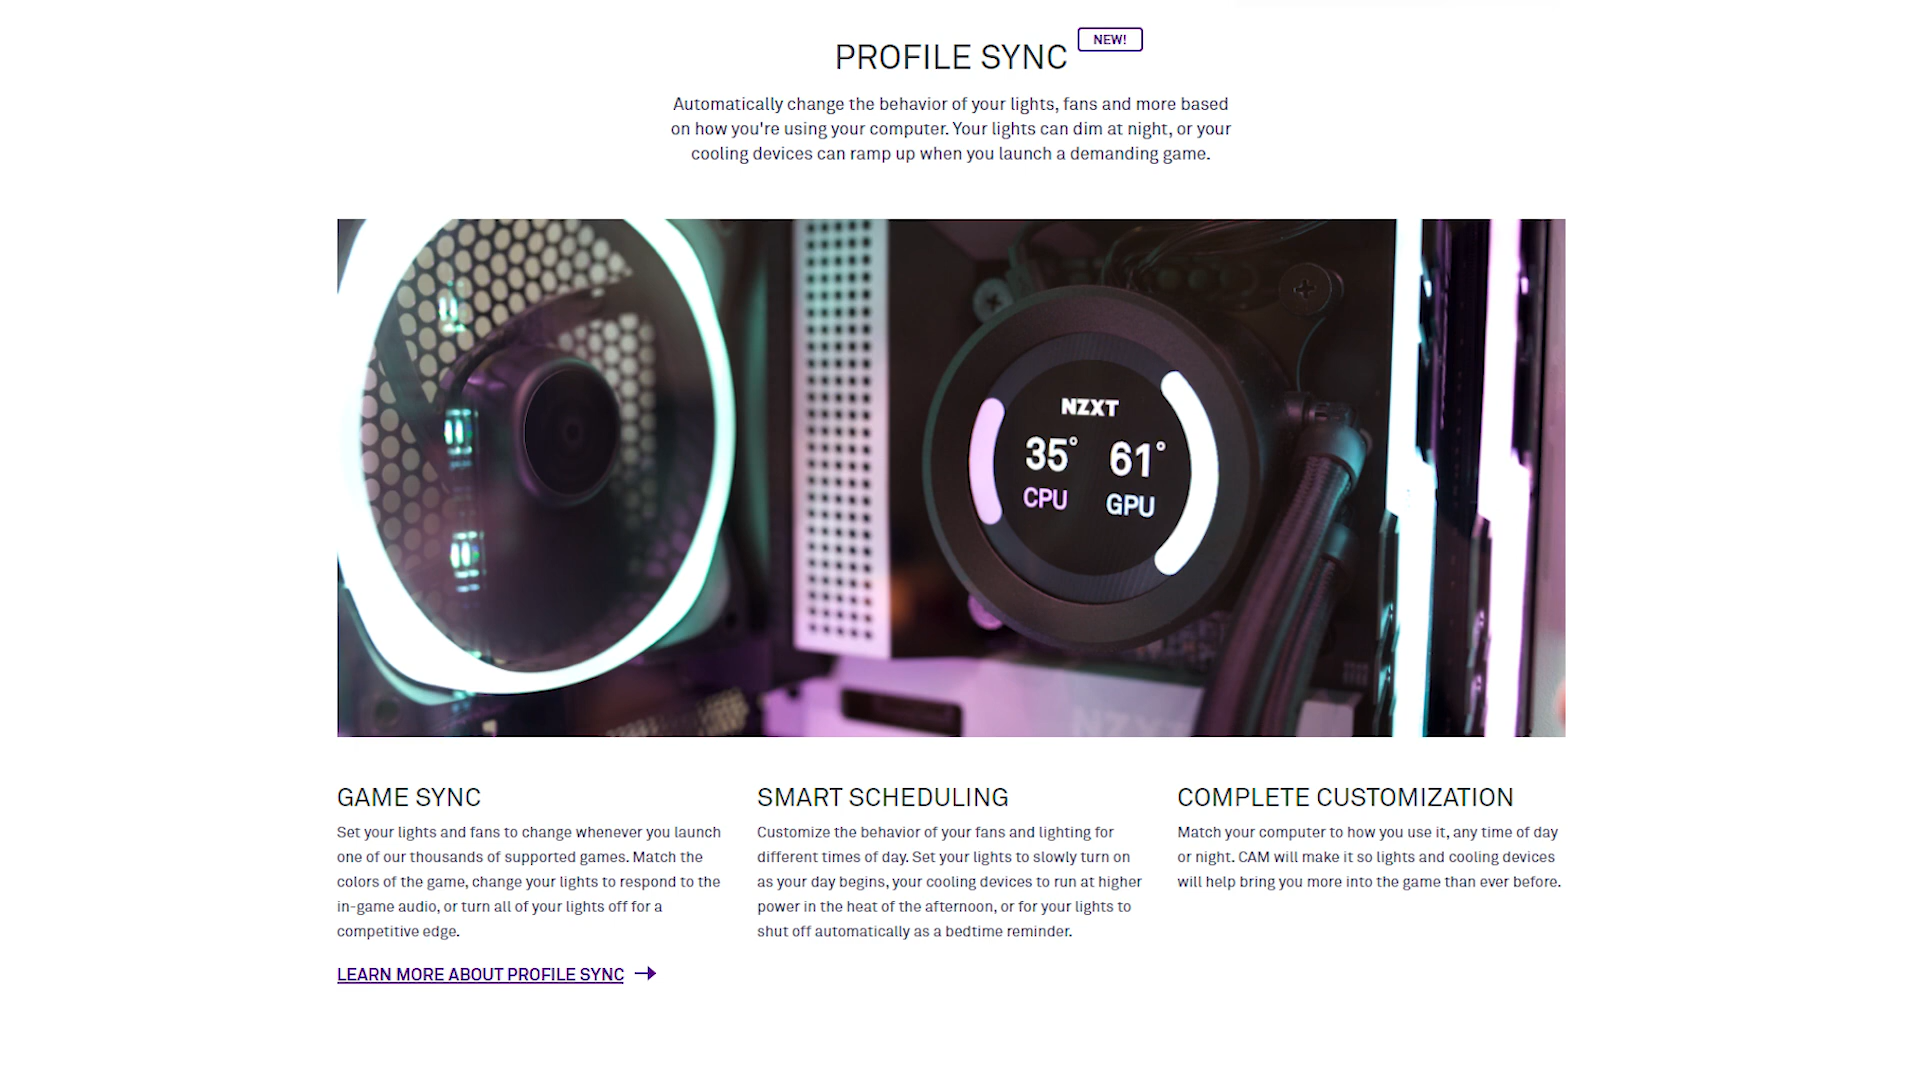 PROFILE SYNC NEW!
Automatically change the behavior of your lights, fans and more based
on how you're using your computer. Your lights can dim at night, or your
cooling devices can ramp up when you launch a demanding game.
NZXT
35° 61°
CPU GPU
NZXT
GAME SYNC
Set your lights and fans to change whenever you launch
one of our thousands of supported games. Match the
colors of the game, change your lights to respond to the
in-game audio, or turn all of your lights off for a
competitive edge.
LEARN MORE ABOUT PROFILE SYNC
SMART SCHEDULING
Customize the behavior of your fans and lighting for
different times of day. Set your lights to slowly turn on
as your day begins, your cooling devices to run at higher
power in the heat of the afternoon, or for your lights to
shut off automatically as a bedtime reminder.
COMPLETE CUSTOMIZATION
Match your computer to how you use it, any time of day
or night. CAM will make it so lights and cooling devices
will help bring you more into the game than ever before.